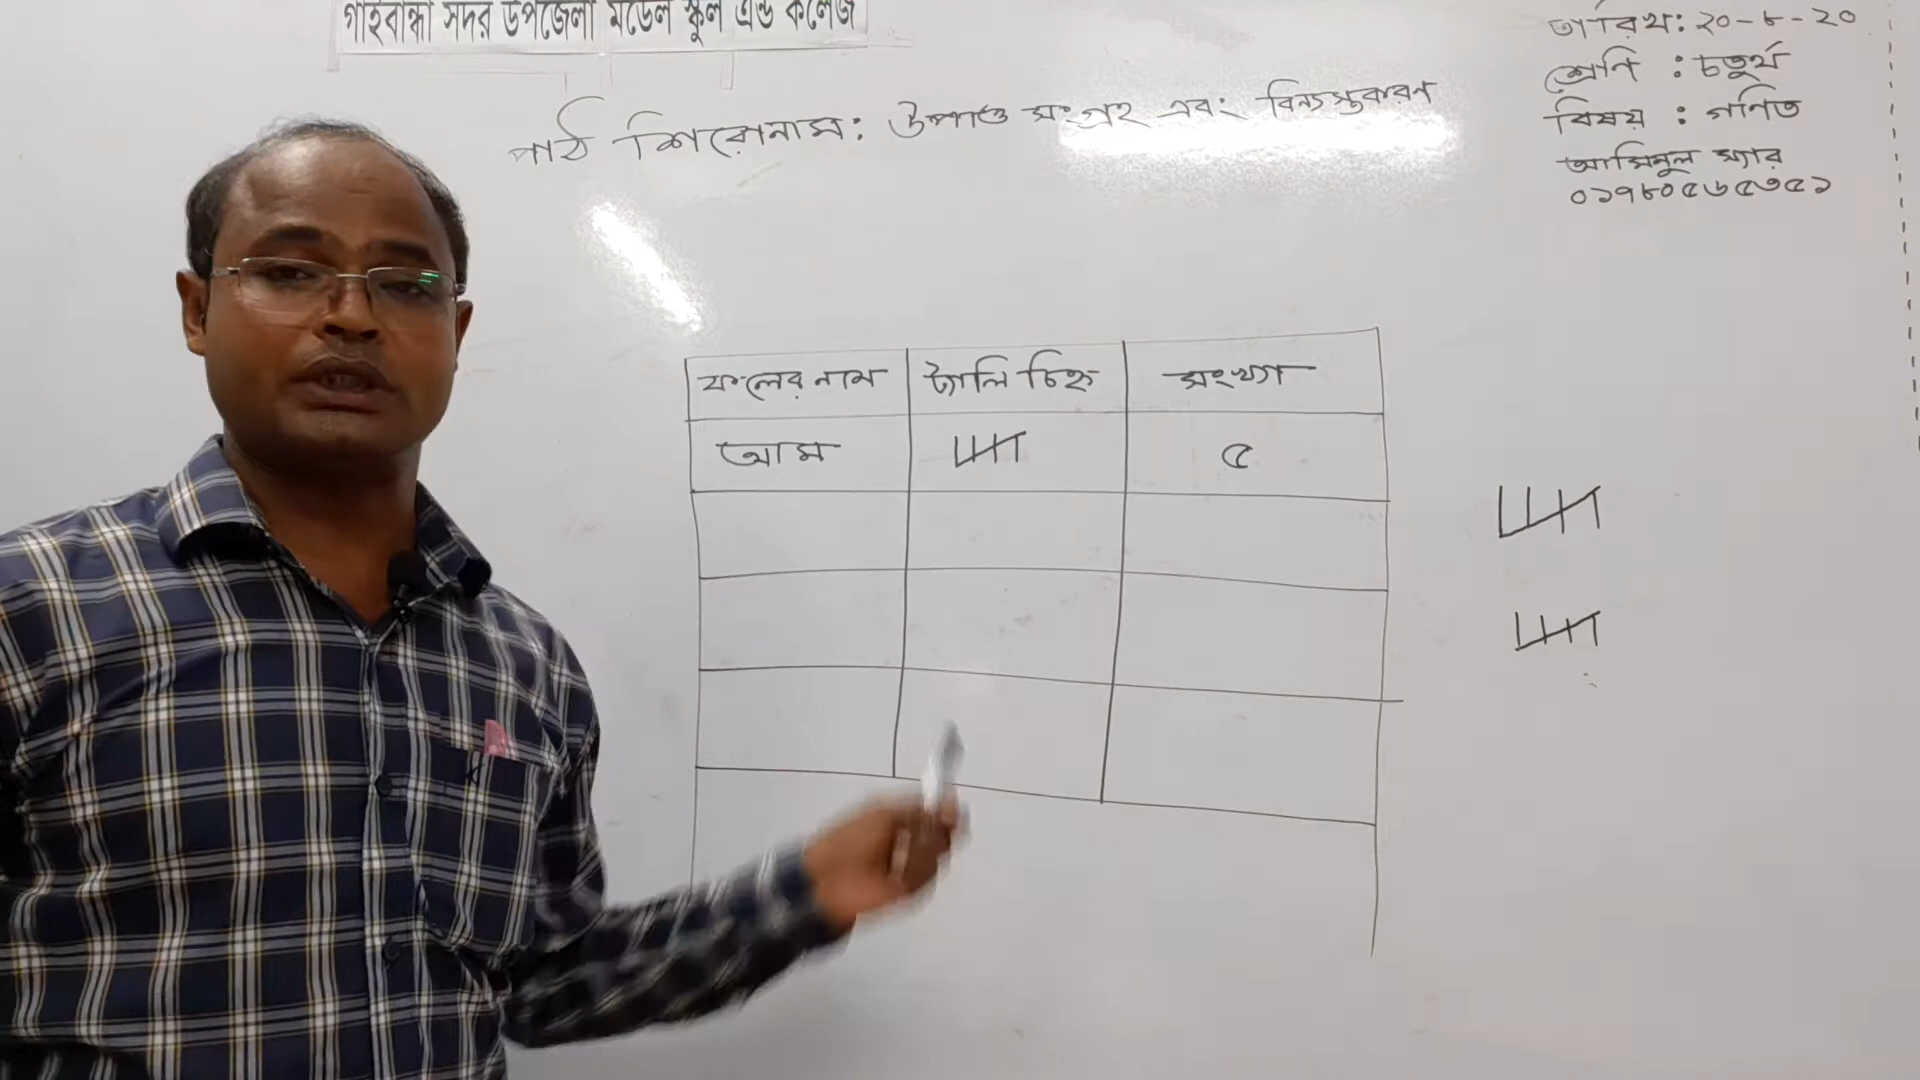 গাইবান্ধা সদর উপজেলা মডেল স্কুল এন্ড কলেজ
তারিখ: ২০-৮-২০
শ্রেণি : চতুর্থ
বিষয় : গণিত
আমিনুল স্যার
০১৭৮০৫৬৫৩৫১
পাঠ শিরোনাম: উপাত্ত সংগ্রহ এবং বিন্যস্তকরণ
ফলের নাম ট্যালি চিহ্ন সংখ্যা
আম ৫